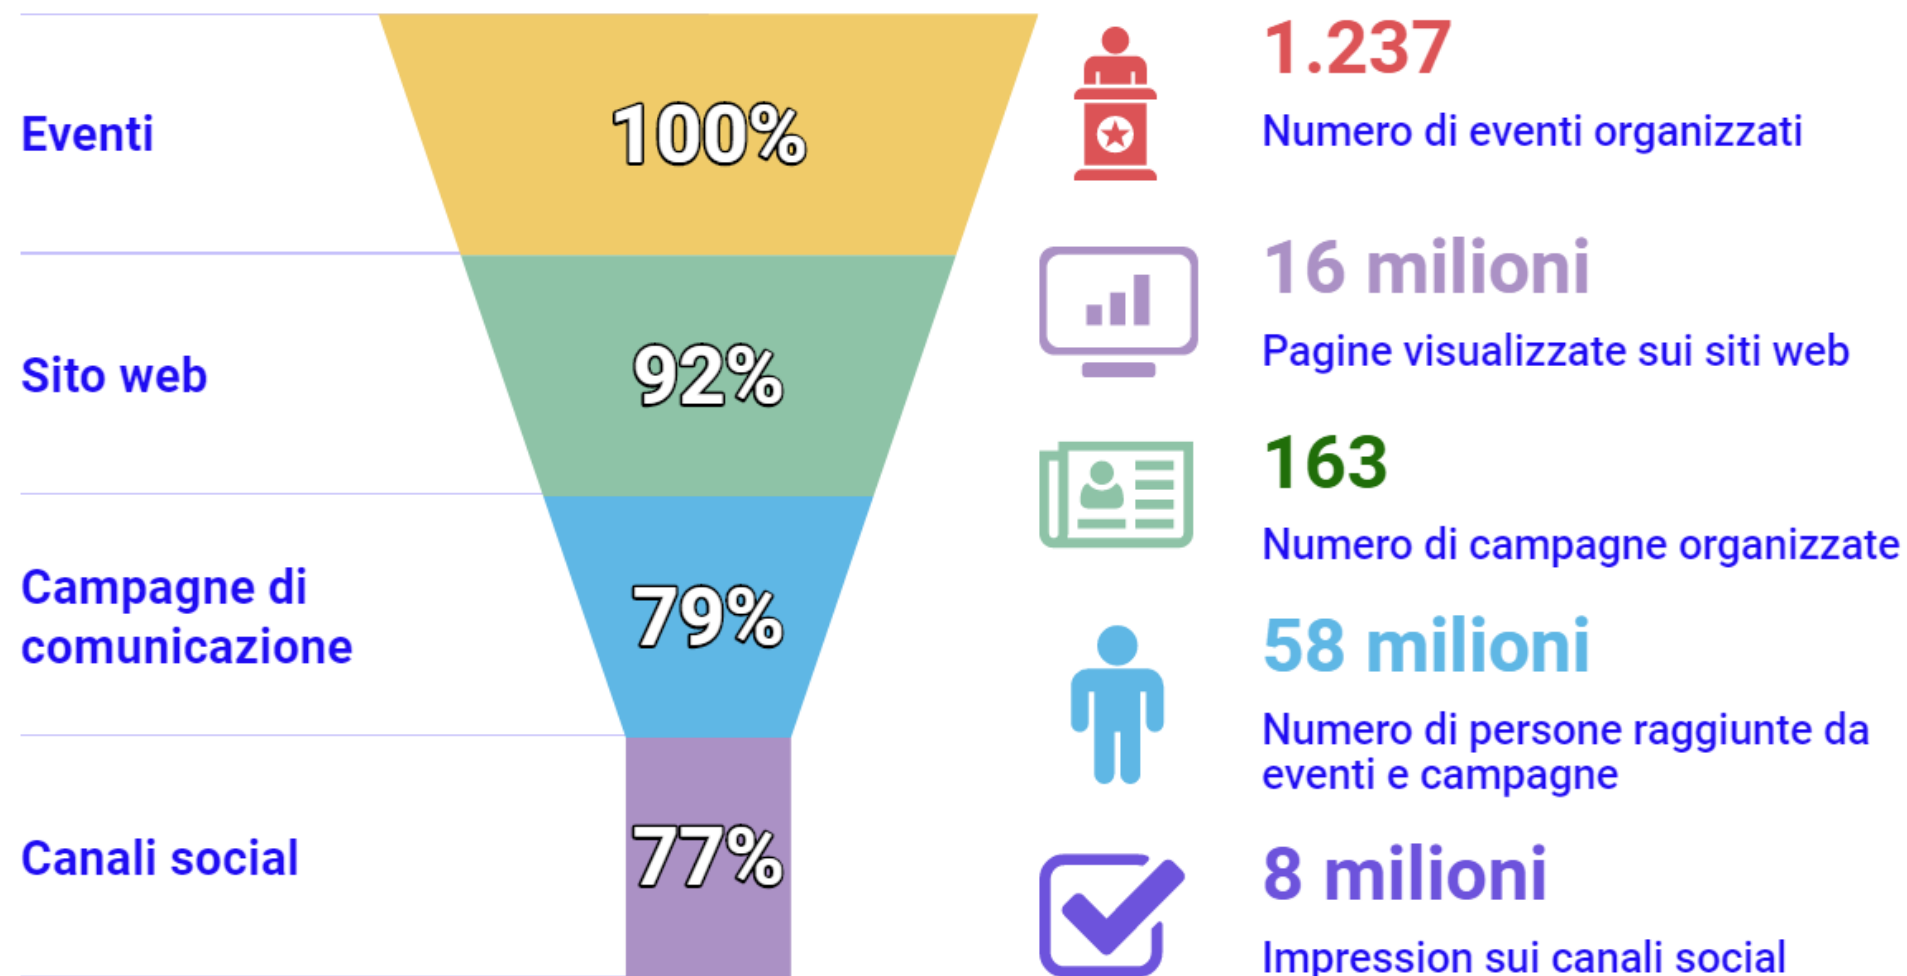 Eventi
100%
Sito web
92%
Campagne di
comunicazione
79%
Canali social
77%
1.237
Numero di eventi organizzati
16 milioni
Pagine visualizzate sui siti web
163
Numero di campagne organizzate
58 milioni
Numero di persone raggiunte da
eventi e campagne
8 milioni
Impression sui canali social